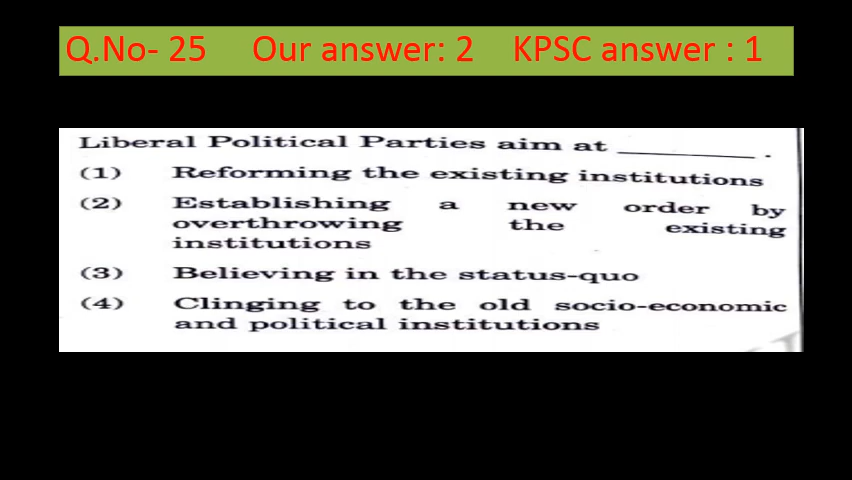 Q.No- 25 Our answer: 2 KPSC answer : 1
Liberal Political Parties aim at ________ .
(1) Reforming the existing institutions
(2) Establishing a new order by
overthrowing the existing
institutions
(3) Believing in the status-quo
(4) Clinging to the old socio-economic
and political institutions